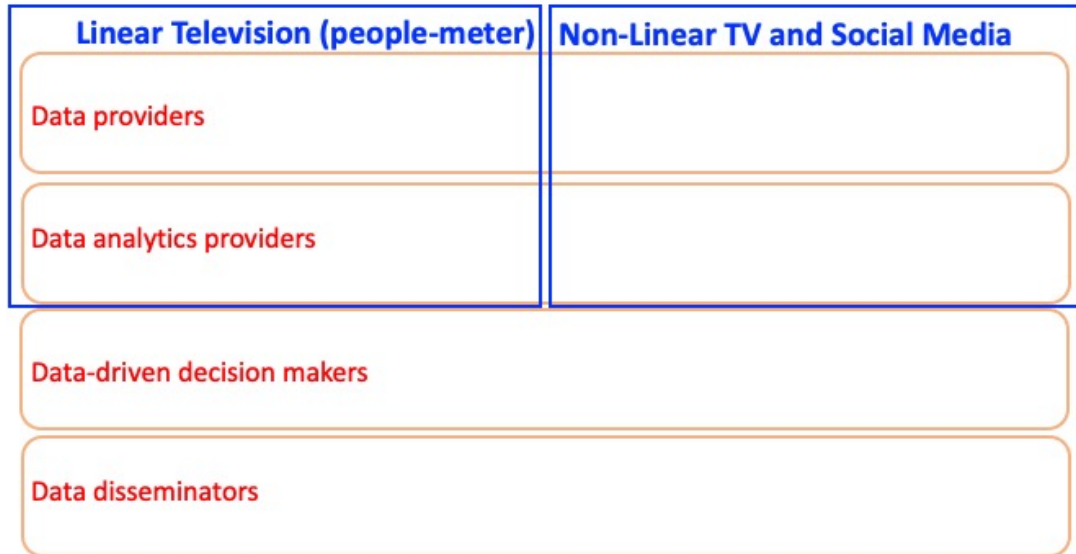 Linear Television (people-meter)
Non-Linear TV and Social Media
Data providers
Data analytics providers
Data-driven decision makers
Data disseminators